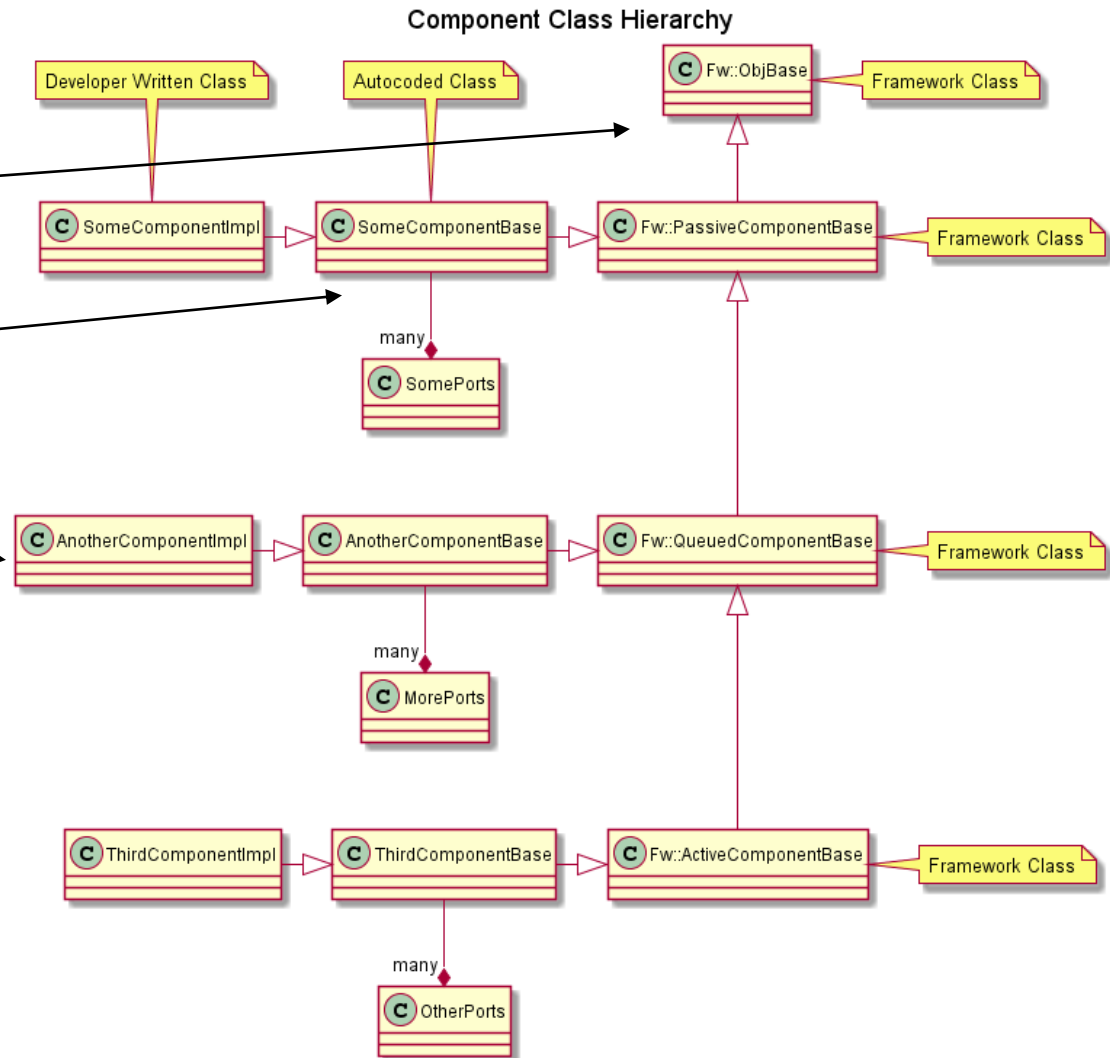 Component Class Hierarchy
Developer Written Class
Autocoded Class
C Fw::ObjBase
Framework Class
C SomeComponentImpl
C SomeComponentBase
C Fw::PassiveComponentBase
Framework Class
many
C SomePorts
C AnotherComponentImpl
C AnotherComponentBase
C Fw::QueuedComponentBase
Framework Class
many
C MorePorts
C ThirdComponentImpl
C ThirdComponentBase
C Fw::ActiveComponentBase
Framework Class
many
C OtherPorts